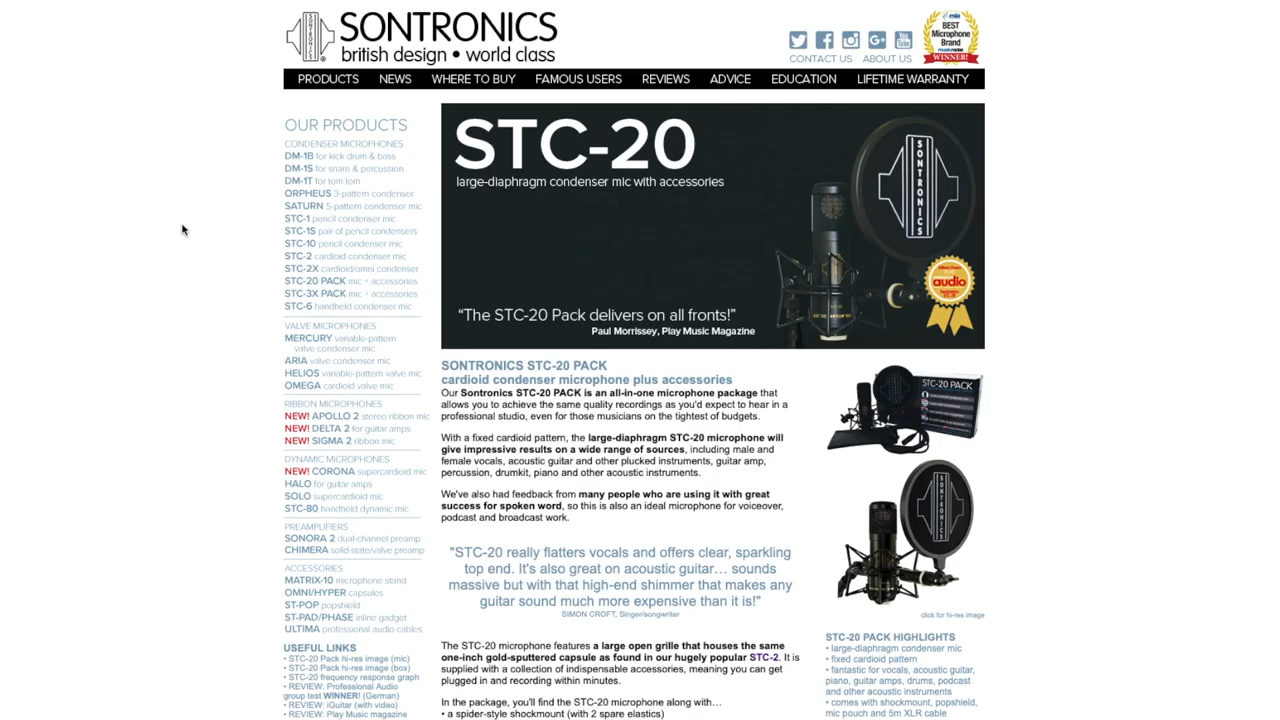 SONTRONICS
SONTRONICS
british design • world class
BEST
Microphone
Brand
musicradar
WINNER!
CONTACT US ABOUT US
PRODUCTS NEWS WHERE TO BUY FAMOUS USERS REVIEWS ADVICE EDUCATION LIFETIME WARRANTY
OUR PRODUCTS
CONDENSER MICROPHONES
DM-1B for kick drum & bass
DM-1S for snare & percussion
DM-1T for tom tom
ORPHEUS 3-pattern condenser
SATURN 5-pattern condenser mic
STC-1 pencil condenser mic
STC-1S pair of pencil condensers
STC-10 pencil condenser mic
STC-2 cardioid condenser mic
STC-2X cardioid/omni condenser
STC-20 PACK mic + accessories
STC-3X PACK mic + accessories
STC-6 handheld condenser mic
VALVE MICROPHONES
MERCURY variable-pattern
valve condenser mic
ARIA valve condenser mic
HELIOS variable-pattern valve mic
OMEGA cardioid valve mic
RIBBON MICROPHONES
NEW! APOLLO 2 stereo ribbon mic
NEW! DELTA 2 for guitar amps
NEW! SIGMA 2 ribbon mic
DYNAMIC MICROPHONES
NEW! CORONA supercardioid mic
HALO for guitar amps
SOLO supercardioid mic
STC-80 handheld dynamic mic
PREAMPLIFIERS
SONORA 2 dual-channel preamp
CHIMERA solid-state/valve preamp
ACCESSORIES
MATRIX-10 microphone stand
OMNI/HYPER capsules
ST-POP popshield
ST-PAD/PHASE inline gadget
ULTIMA professional audio cables
USEFUL LINKS
• STC-20 Pack hi-res image (mic)
• STC-20 Pack hi-res image (box)
• STC-20 frequency response graph
• REVIEW: Professional Audio
group test WINNER! (German)
• REVIEW: iGuitar (with video)
• REVIEW: Play Music magazine
STC-20
large-diaphragm condenser mic with accessories
SONTRONICS
audio
“The STC-20 Pack delivers on all fronts!”
Paul Morrissey, Play Music Magazine
SONTRONICS STC-20 PACK
cardioid condenser microphone plus accessories
Our Sontronics STC-20 PACK is an all-in-one microphone package that
allows you to achieve the same quality recordings as you'd expect to hear in a
professional studio, even for those musicians on the tightest of budgets.
With a fixed cardioid pattern, the large-diaphragm STC-20 microphone will
give impressive results on a wide range of sources, including male and
female vocals, acoustic guitar and other plucked instruments, guitar amp,
percussion, drumkit, piano and other acoustic instruments.
We've also had feedback from many people who are using it with great
success for spoken word, so this is also an ideal microphone for voiceover,
podcast and broadcast work.
"STC-20 really flatters vocals and offers clear, sparkling
top end. It's also great on acoustic guitar… sounds
massive but with that high-end shimmer that makes any
guitar sound much more expensive than it is!"
SIMON CROFT, Singer/songwriter
The STC-20 microphone features a large open grille that houses the same
one-inch gold-sputtered capsule as found in our hugely popular STC-2. It is
supplied with a collection of indispensable accessories, meaning you can get
plugged in and recording within minutes.
In the package, you'll find the STC-20 microphone along with…
• a spider-style shockmount (with 2 spare elastics)
STC-20 PACK
click for hi-res image
STC-20 PACK HIGHLIGHTS
• large-diaphragm condenser mic
• fixed cardioid pattern
• fantastic for vocals, acoustic guitar,
piano, guitar amps, drums, podcast
and other acoustic instruments
• comes with shockmount, popshield,
mic pouch and 5m XLR cable